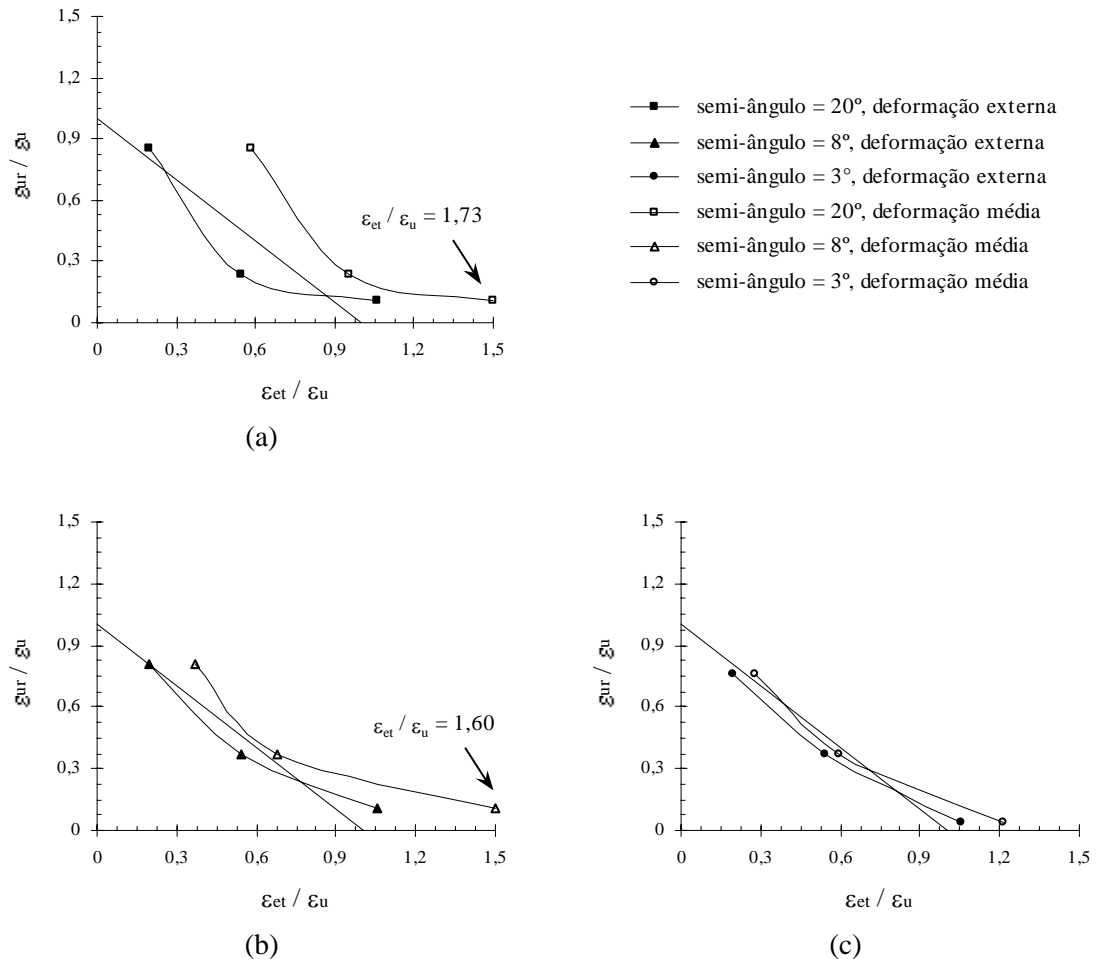 1,5
1,2
0,9
0,6
0,3
0
εur / εu
0 0,3 0,6 0,9 1,2 1,5
εet / εu
εet / εu = 1,73
(a)
semi-ângulo = 20º, deformação externa
semi-ângulo = 8º, deformação externa
semi-ângulo = 3°, deformação externa
semi-ângulo = 20º, deformação média
semi-ângulo = 8º, deformação média
semi-ângulo = 3º, deformação média
1,5
1,2
0,9
0,6
0,3
0
εur / εu
0 0,3 0,6 0,9 1,2 1,5
εet / εu
εet / εu = 1,60
(b)
1,5
1,2
0,9
0,6
0,3
0
εur / εu
0 0,3 0,6 0,9 1,2 1,5
εet / εu
(c)